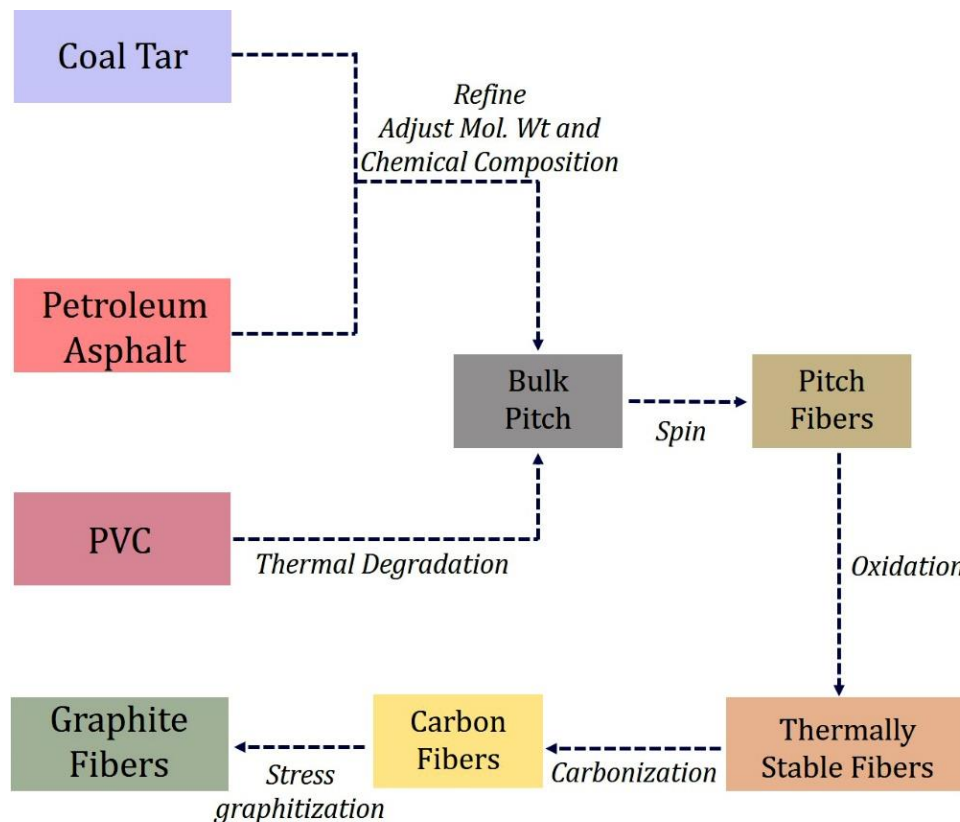 Coal Tar
Refine
Adjust Mol. Wt and
Chemical Composition
Petroleum
Asphalt
Bulk
Pitch
Spin
Pitch
Fibers
PVC
Thermal Degradation
Oxidation
Graphite
Fibers
Stress
graphitization
Carbon
Fibers
Carbonization
Thermally
Stable Fibers